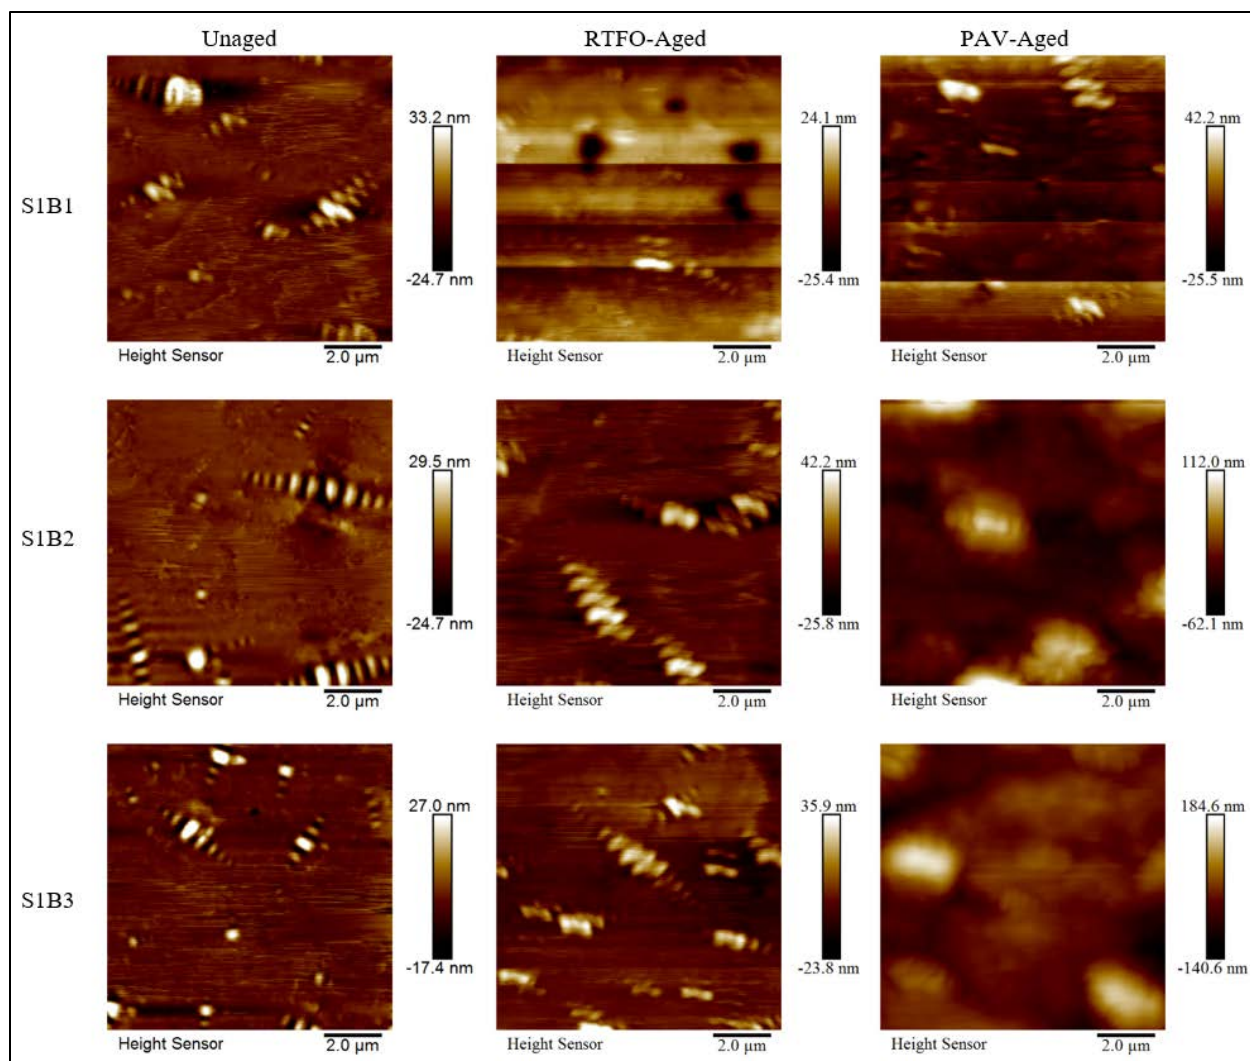 Unaged RTFO-Aged PAV-Aged
S1B1
33.2 nm
-24.7 nm
Height Sensor 2.0 µm
24.1 nm
-25.4 nm
Height Sensor 2.0 µm
42.2 nm
-25.5 nm
Height Sensor 2.0 µm
S1B2
29.5 nm
-24.7 nm
Height Sensor 2.0 µm
42.2 nm
-25.8 nm
Height Sensor 2.0 µm
112.0 nm
-62.1 nm
Height Sensor 2.0 µm
S1B3
27.0 nm
-17.4 nm
Height Sensor 2.0 µm
35.9 nm
-23.8 nm
Height Sensor 2.0 µm
184.6 nm
-140.6 nm
Height Sensor 2.0 µm